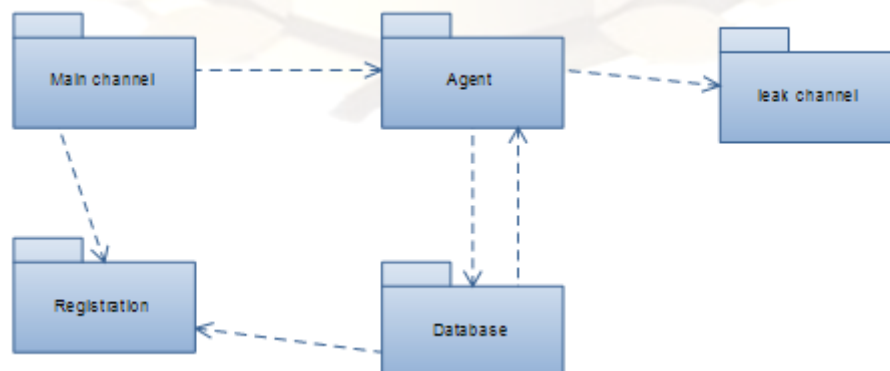 Main channel
Agent
leak channel
Registration
Database